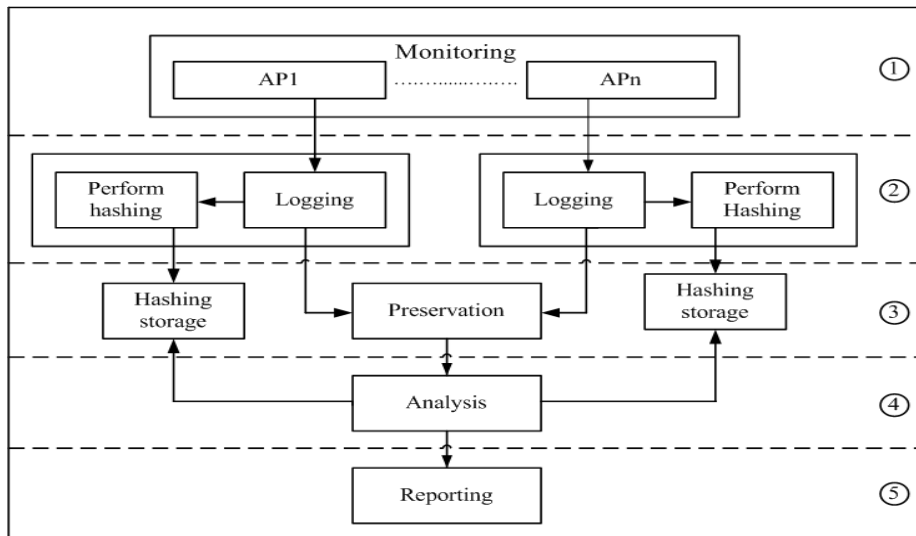 Monitoring
AP1 ................... APn
①
Perform
hashing
Logging
Logging
Perform
Hashing
②
Hashing
storage
Preservation
Hashing
storage
③
Analysis
④
Reporting
⑤